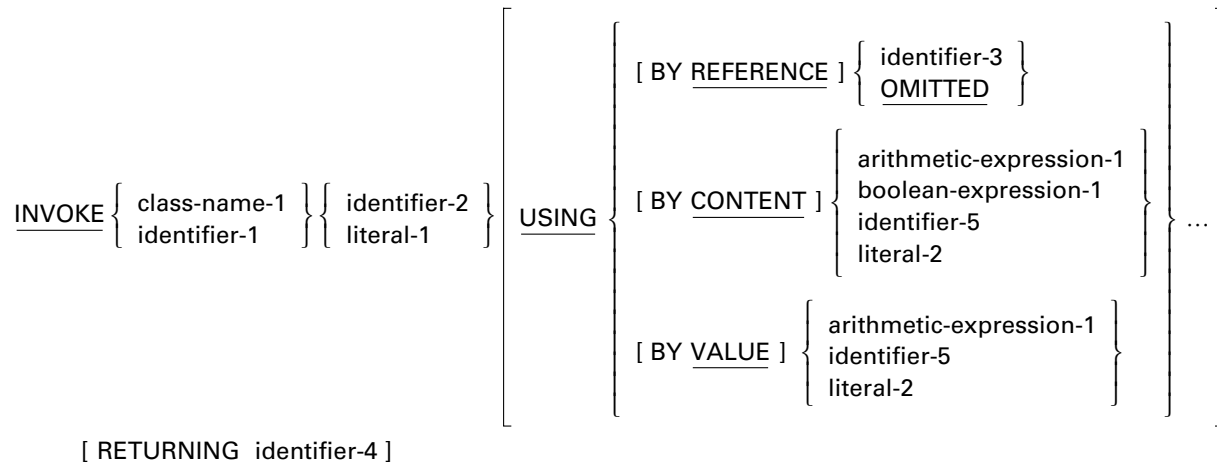 [ BY REFERENCE ] { identifier-3
OMITTED }
INVOKE { class-name-1
identifier-1 } { identifier-2
literal-1 } [ USING {
[ BY CONTENT ] { arithmetic-expression-1
boolean-expression-1
identifier-5
literal-2 } } ... ]
[ BY VALUE ] { arithmetic-expression-1
identifier-5
literal-2 }
[ RETURNING identifier-4 ]